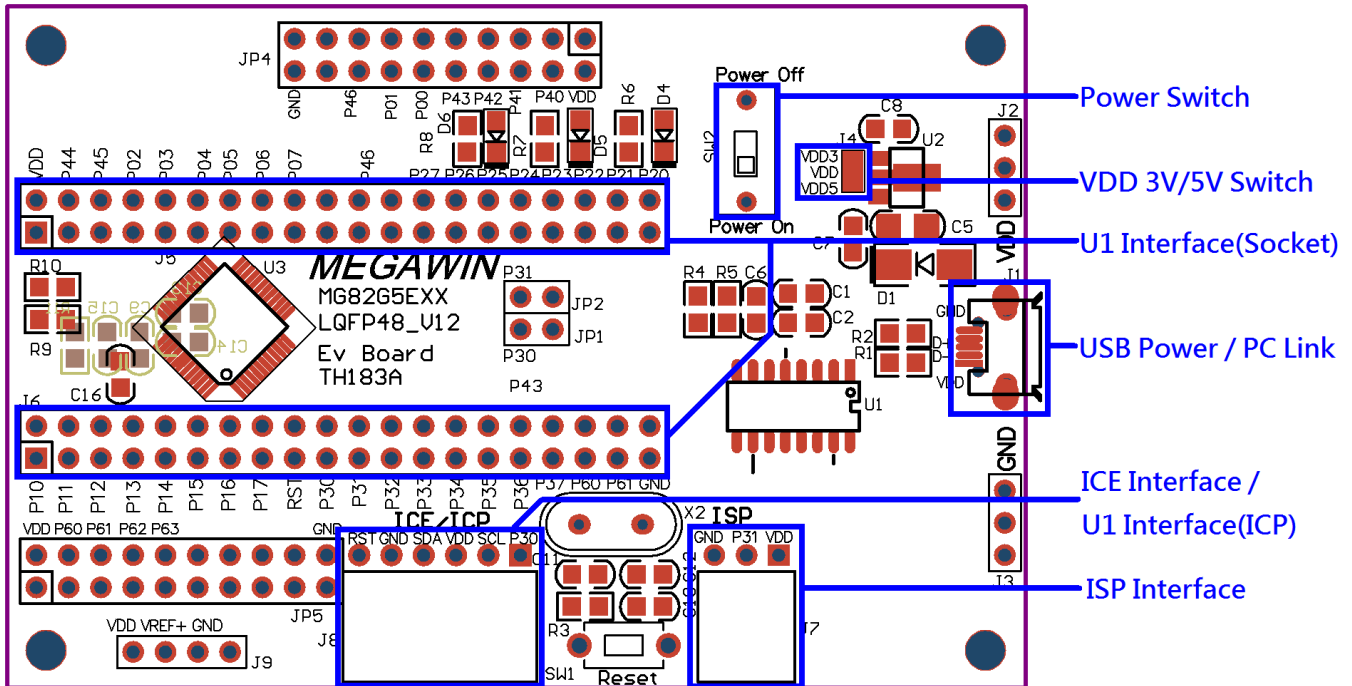 JP4
GND P46 P01 P00 P43 P42 P41 P40 VDD
D6 R8 R7 D5 R6 D4
Power Off
SW2
Power On
C8
J4
U2
VDD3
VDD
VDD5
J2
VDD
C7
C5
D1
J1
Power Switch
VDD 3V/5V Switch
U1 Interface(Socket)
USB Power / PC Link
ICE Interface /
U1 Interface(ICP)
ISP Interface
VDD P44 P45 P02 P03 P04 P05 P06 P07 P46 P27 P26 P25 P24 P23 P22 P21 P20
J5
U3
R10
R9
C15
C9
C14
C16
MEGAWIN
MG82G5EXX
LQFP48_V12
Ev Board
TH183A
P31
JP2
JP1
P30
P43
R4 R5 C6
C1
C2
R2
R1
GND
D+
D-
VDD
U1
J6
P10 P11 P12 P13 P14 P15 P16 P17 RST P30 P31 P32 P33 P34 P35 P36 P37 P60 P61 GND
VDD P60 P61 P62 P63 GND
JP5
ICE/ICP
RST GND SDA VDD SCL P30
J8
X2
C11
C12
C10
R3
SW1
Reset
ISP
GND P31 VDD
J7
GND
J3
VDD VREF+ GND
J9